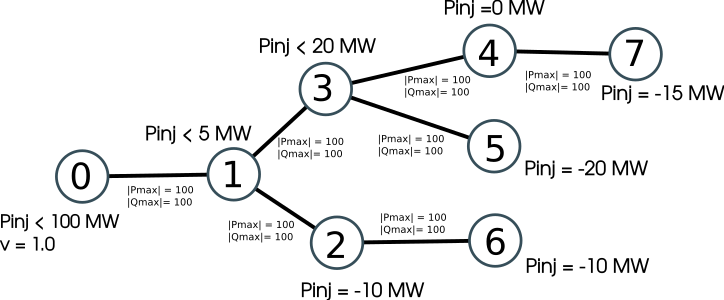 Pinj =0 MW
Pinj < 20 MW
4
7
|Pmax| = 100
|Qmax|= 100
|Pmax| = 100
|Qmax|= 100
Pinj = -15 MW
3
Pinj < 5 MW
|Pmax| = 100
|Qmax|= 100
|Pmax| = 100
|Qmax|= 100
5
Pinj = -20 MW
0
1
|Pmax| = 100
|Qmax|= 100
Pinj < 100 MW
v = 1.0
|Pmax| = 100
|Qmax|= 100
|Pmax| = 100
|Qmax|= 100
2
6
Pinj = -10 MW
Pinj = -10 MW